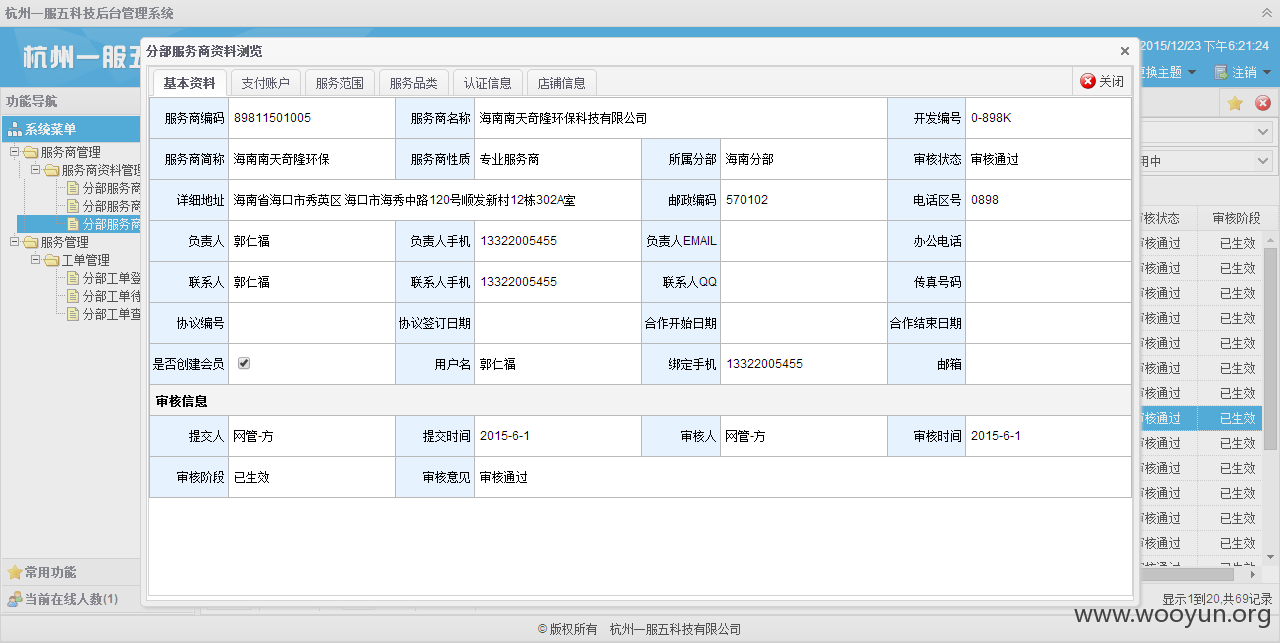 杭州一服五科技后台管理系统
杭州一服五
2015/12/23 下午6:21:24
更换主题 注销
功能导航
系统菜单
服务商管理
服务商资料管理
分部服务商
分部服务商
分部服务商
服务管理
工单管理
分部工单登
分部工单待
分部工单查
常用功能
当前在线人数(1)
分部服务商资料浏览
基本资料 支付账户 服务范围 服务品类 认证信息 店铺信息 关闭
服务商编码 89811501005 服务商名称 海南南天奇隆环保科技有限公司 开发编号 0-898K
服务商简称 海南南天奇隆环保 服务商性质 专业服务商 所属分部 海南分部 审核状态 审核通过
详细地址 海南省海口市秀英区 海口市海秀中路120号顺发新村12栋302A室 邮政编码 570102 电话区号 0898
负责人 郭仁福 负责人手机 13322005455 负责人EMAIL 办公电话
联系人 郭仁福 联系人手机 13322005455 联系人QQ 传真号码
协议编号 协议签订日期 合作开始日期 合作结束日期
是否创建会员 用户名 郭仁福 绑定手机 13322005455 邮箱
审核信息
提交人 网管-方 提交时间 2015-6-1 审核人 网管-方 审核时间 2015-6-1
审核阶段 已生效 审核意见 审核通过
用中
审核状态 审核阶段
审核通过 已生效
审核通过 已生效
审核通过 已生效
审核通过 已生效
审核通过 已生效
审核通过 已生效
审核通过 已生效
审核通过 已生效
审核通过 已生效
审核通过 已生效
审核通过 已生效
审核通过 已生效
审核通过 已生效
显示1到20,共69记录
www.wooyun.org
© 版权所有 杭州一服五科技有限公司